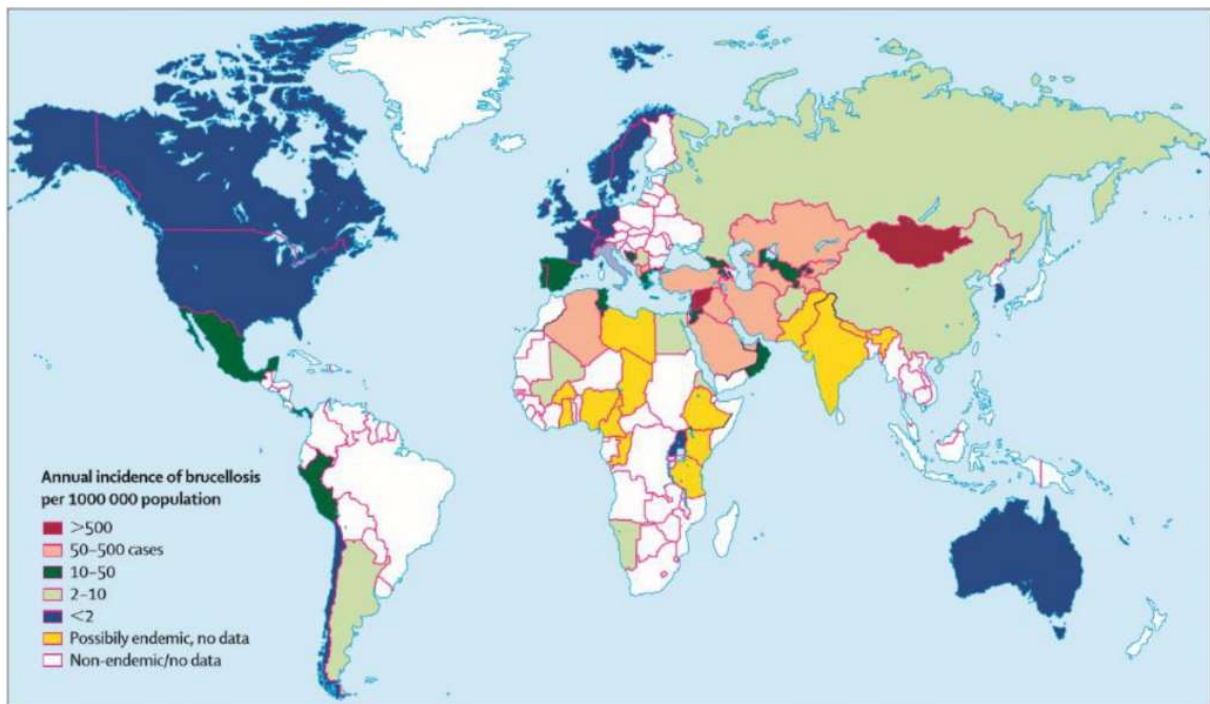 Annual incidence of brucellosis
per 1000 000 population
>500
50–500 cases
10–50
2–10
<2
Possibily endemic, no data
Non-endemic/no data